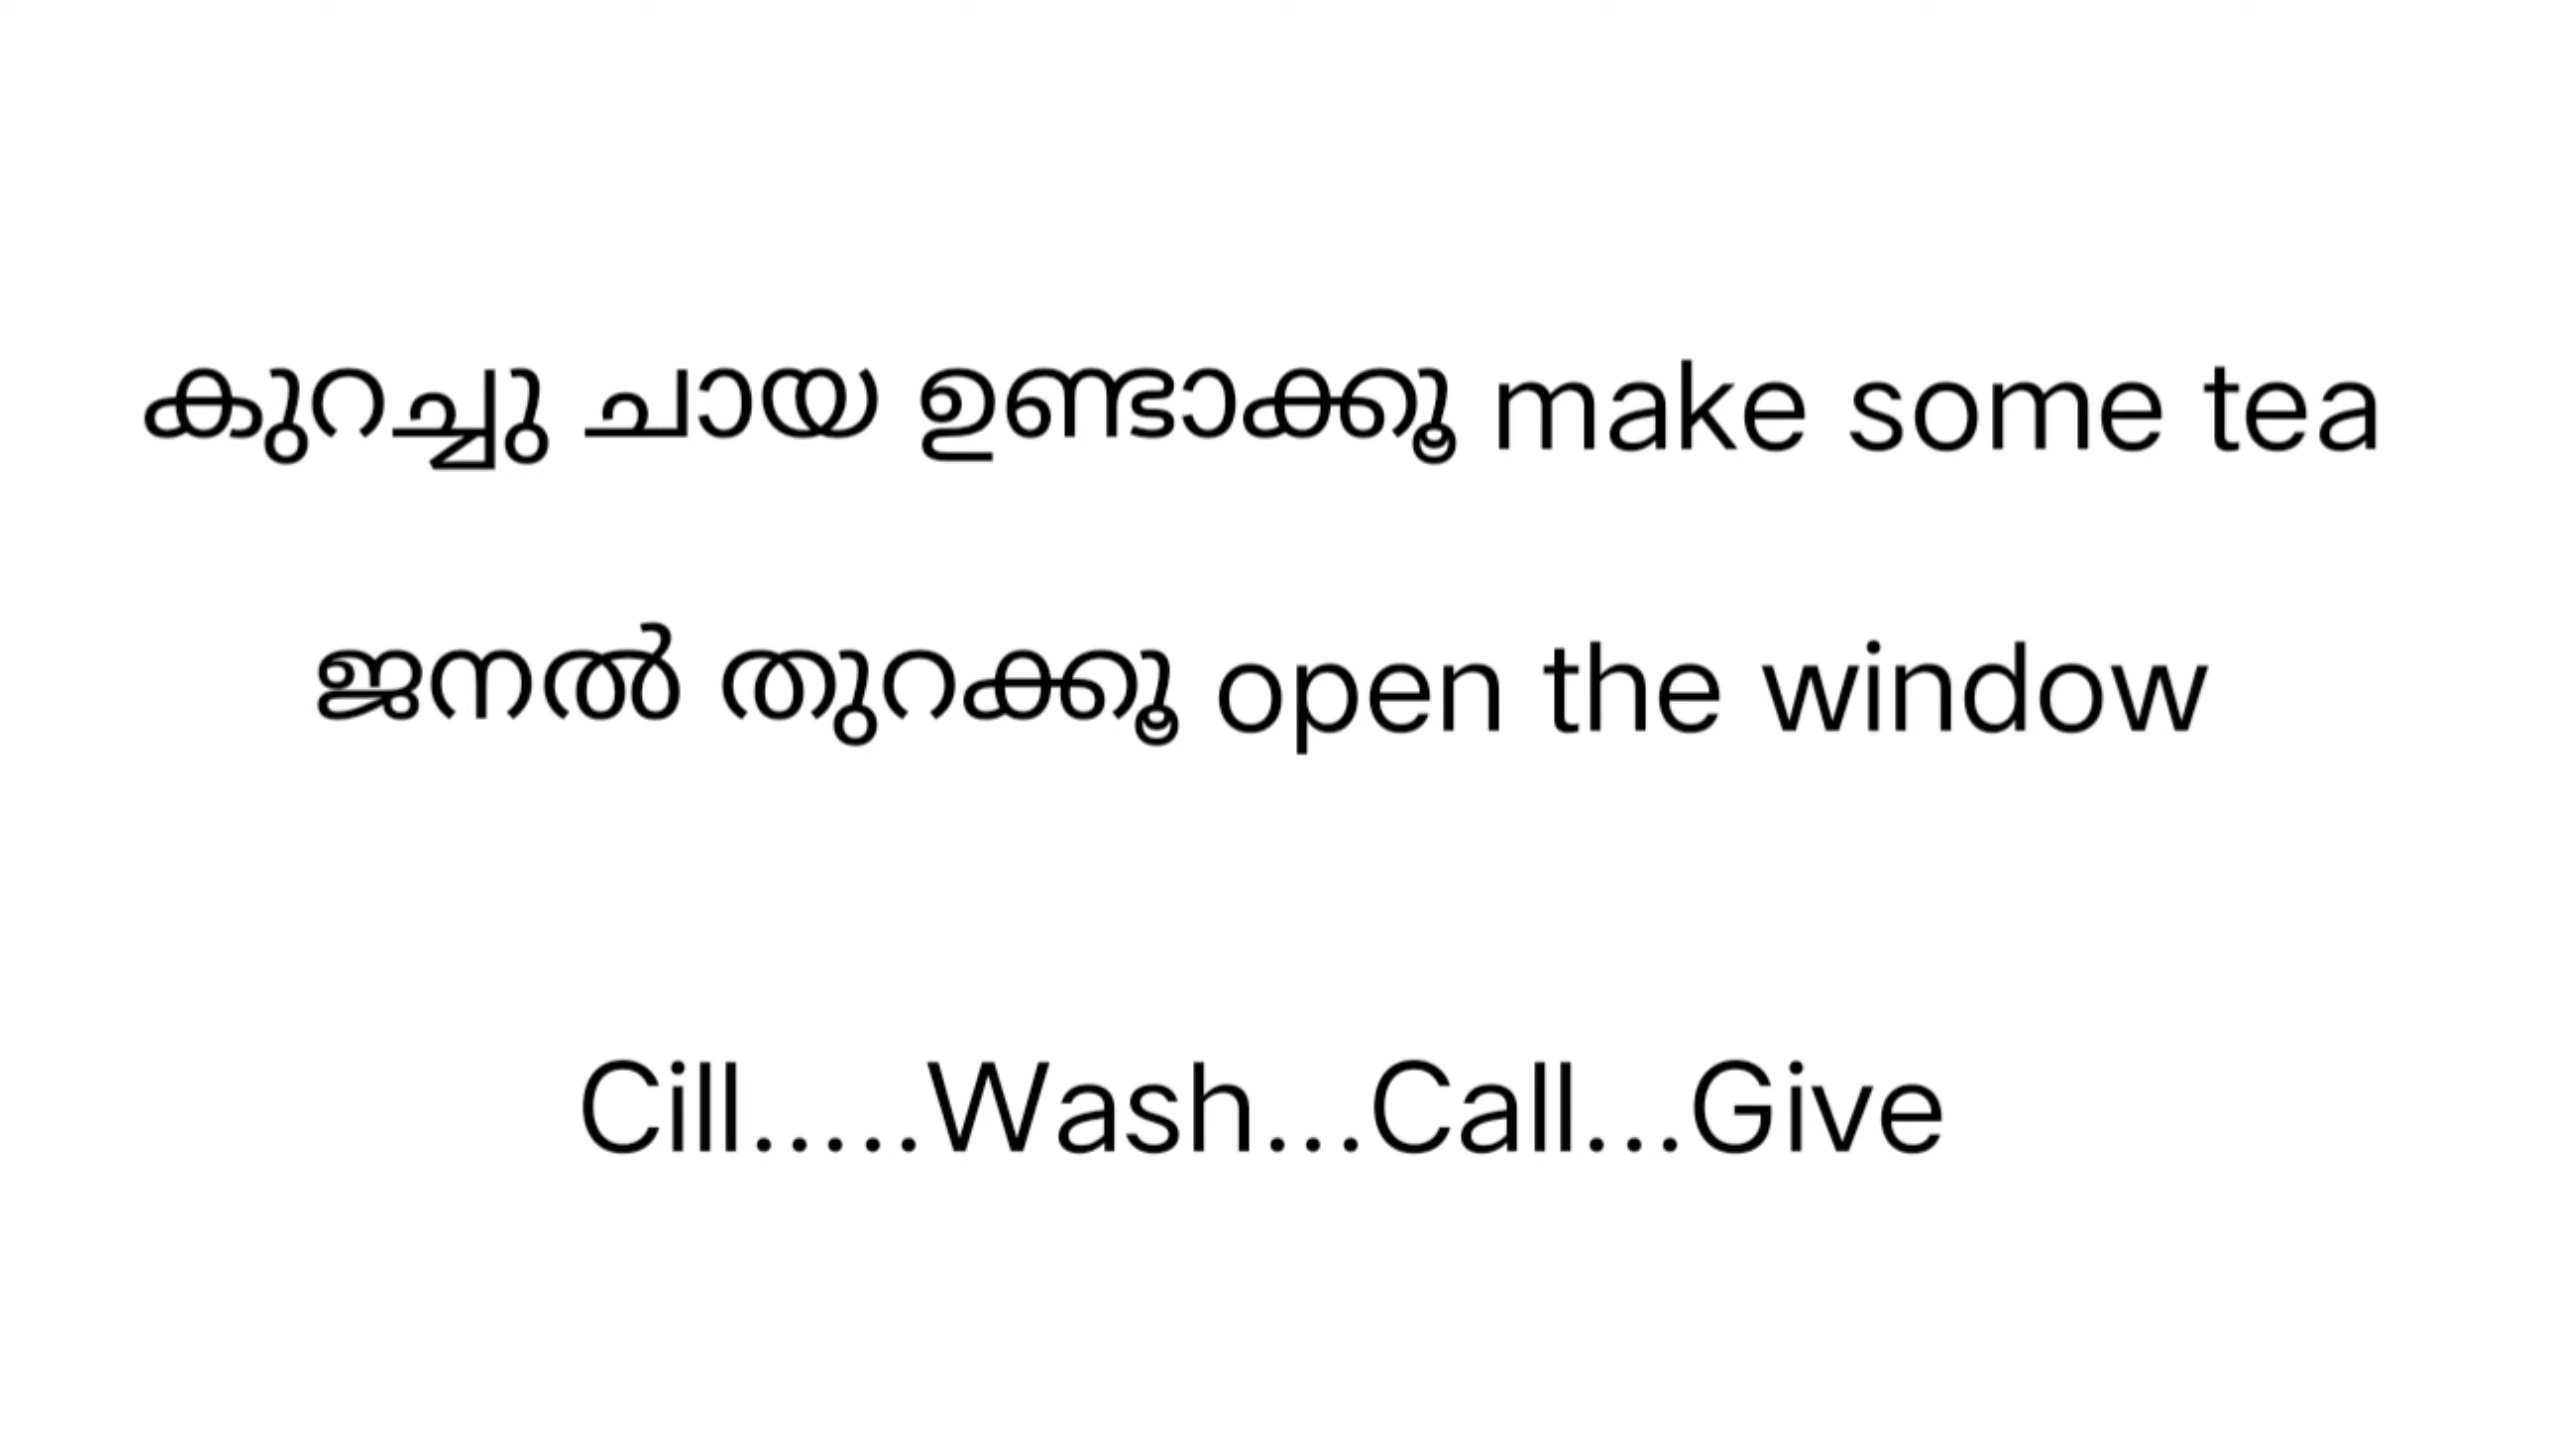 കുറച്ചു ചായ ഉണ്ടാക്കൂ make some tea
ജനൽ തുറക്കൂ open the window
Cill.....Wash...Call...Give